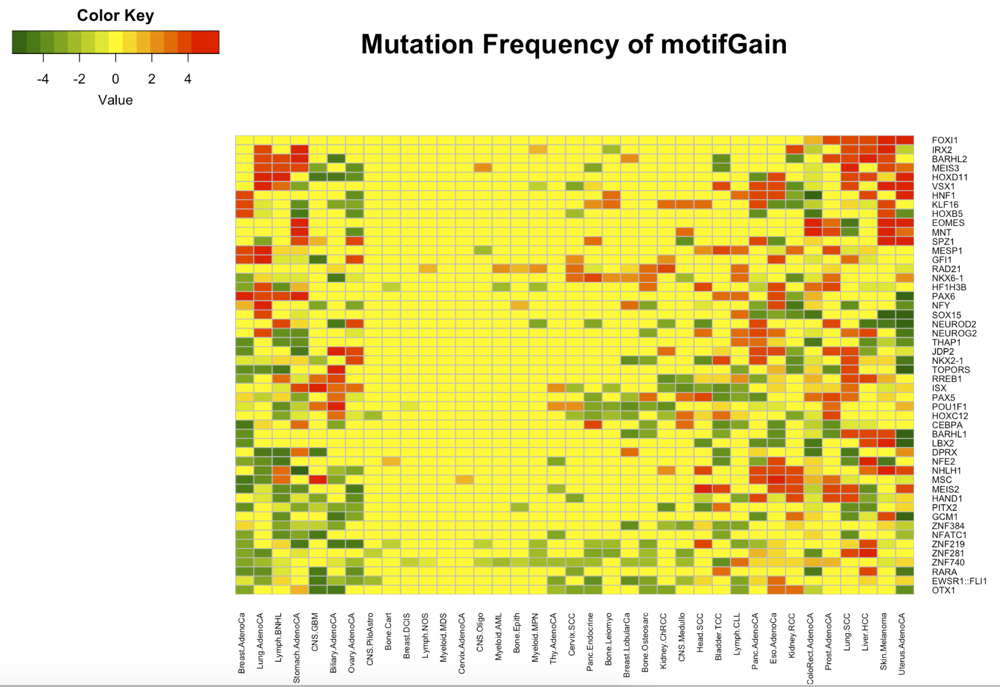 Color Key
-4 -2 0 2 4
Value
Mutation Frequency of motifGain
FOXI1
IRX2
BARHL2
MEIS3
HOXD11
VSX1
HNF1
KLF16
HOXB5
EOMES
MNT
SPZ1
MESP1
GFI1
RAD21
NKX6-1
HF1H3B
PAX6
NFY
SOX15
NEUROD2
NEUROG2
THAP1
JDP2
NKX2-1
TOPORS
RREB1
ISX
PAX5
POU1F1
HOXC12
CEBPA
BARHL1
LBX2
DPRX
NFE2
NHLH1
MSC
MEIS2
HAND1
PITX2
GCM1
ZNF384
NFATC1
ZNF219
ZNF281
ZNF740
RARA
EWSR1::FLI1
OTX1
Breast.AdenoCa
Lung.AdenoCA
Lymph.BNHL
Stomach.AdenoCA
CNS.GBM
Biliary.AdenoCA
Ovary.AdenoCA
CNS.PiloAstro
Bone.Cart
Breast.DCIS
Lymph.NOS
Myeloid.MDS
Cervix.AdenoCA
CNS.Oligo
Myeloid.AML
Bone.Epith
Myeloid.MPN
Thy.AdenoCA
Cervix.SCC
Panc.Endocrine
Bone.Leiomyo
Breast.LobularCa
Bone.Osteosarc
Kidney.ChRCC
CNS.Medullo
Head.SCC
Bladder.TCC
Lymph.CLL
Panc.AdenoCA
Eso.AdenoCa
Kidney.RCC
ColoRect.AdenoCA
Prost.AdenoCA
Lung.SCC
Liver.HCC
Skin.Melanoma
Uterus.AdenoCA